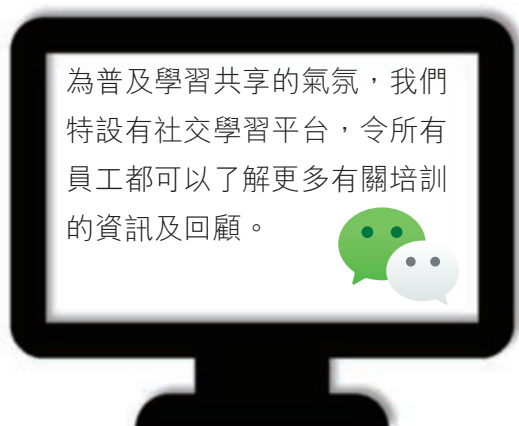 為普及學習共享的氣氛，我們
特設有社交學習平台，令所有
員工都可以了解更多有關培訓
的資訊及回顧。